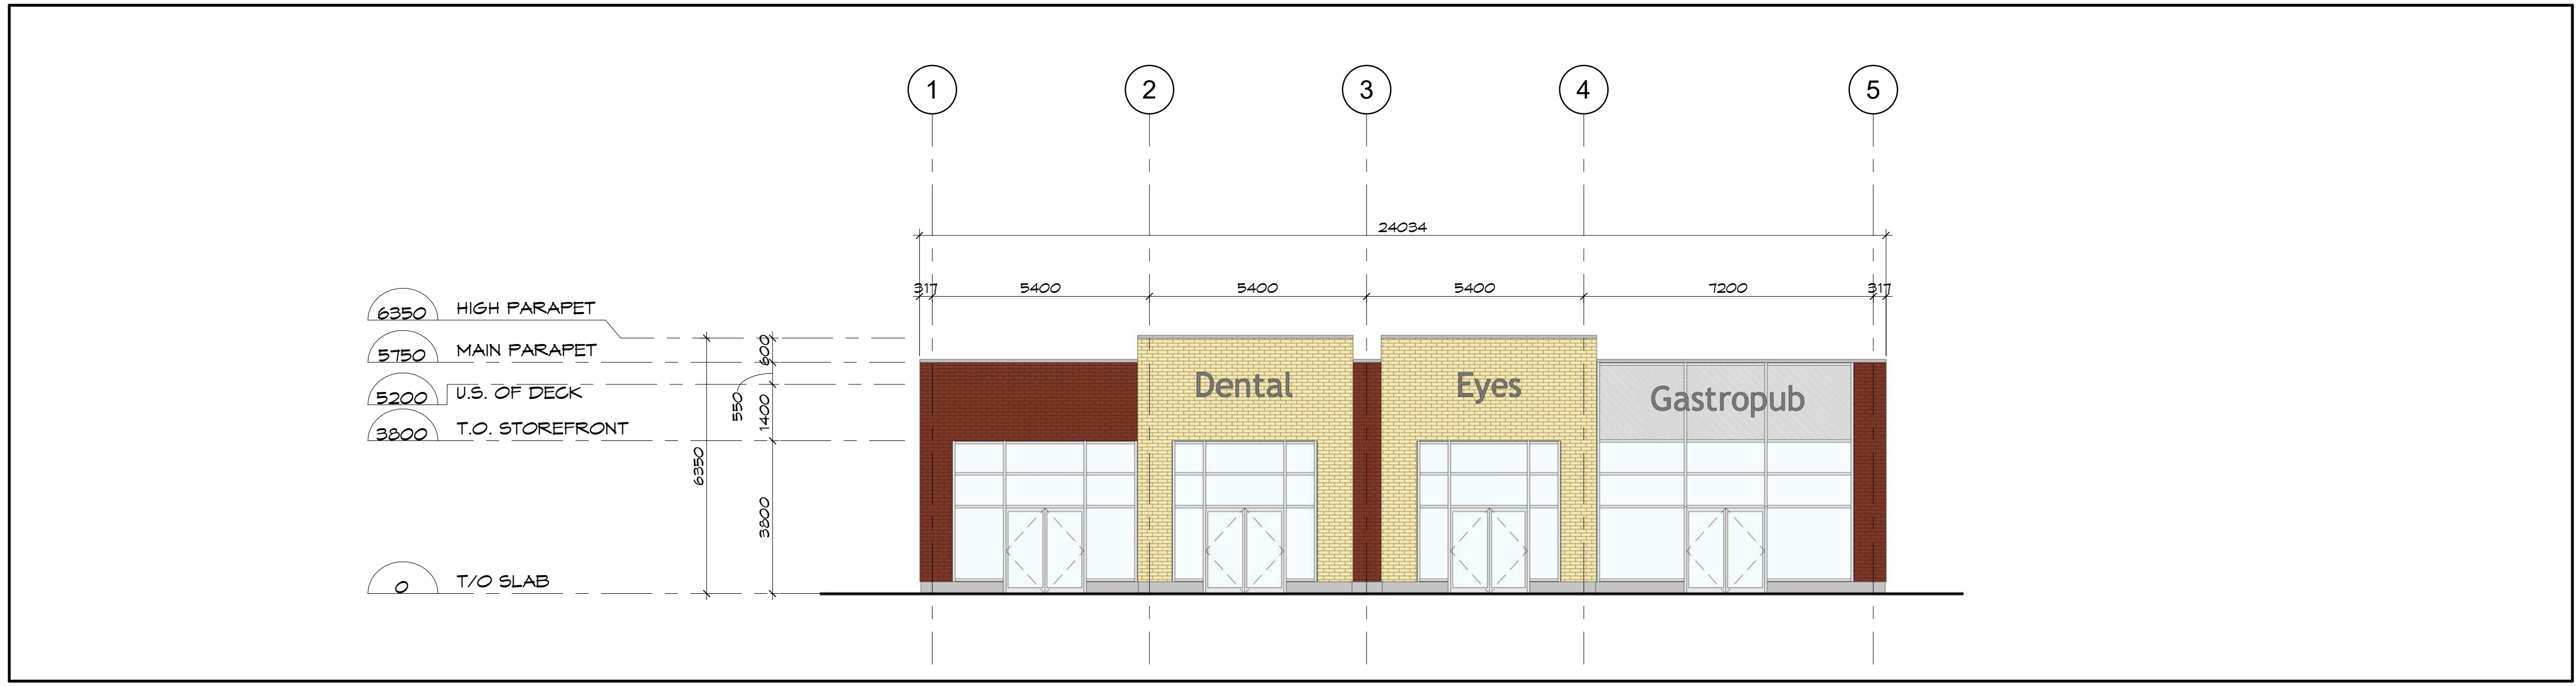 1 2 3 4 5
24034
317 5400 5400 5400 7200 317
6350 HIGH PARAPET
5750 MAIN PARAPET
5200 U.S. OF DECK
3800 T.O. STOREFRONT
0 T/O SLAB
600
550
1400
6350
3800
Dental
Eyes
Gastropub